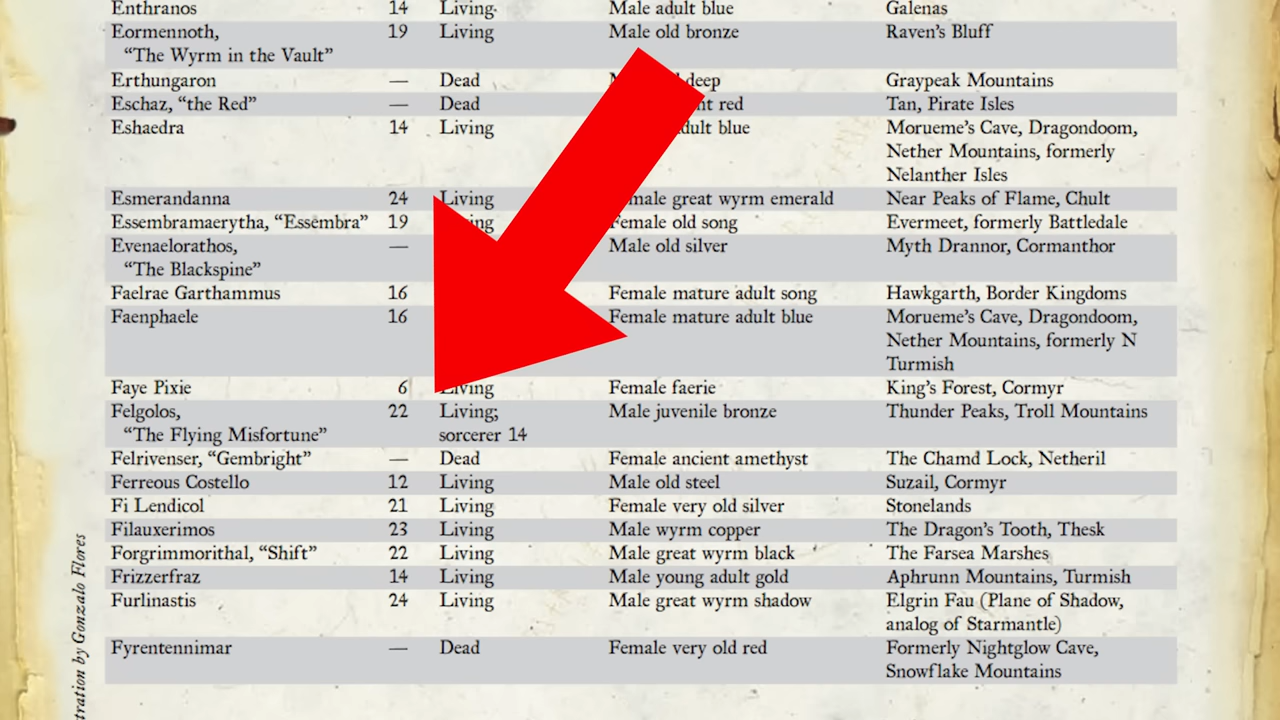 Enthranos 14 Living Male adult blue Galenas
Eormennoth, 19 Living Male old bronze Raven's Bluff
“The Wyrm in the Vault”
Erthungaron — Dead deep Graypeak Mountains
Eschaz, “the Red” — Dead red Tan, Pirate Isles
Eshaedra 14 Living adult blue Morueme's Cave, Dragondoom,
Nether Mountains, formerly
Nelanther Isles
Esmerandanna 24 Living Female great wyrm emerald Near Peaks of Flame, Chult
Essembramaerytha, “Essembra” 19 Living Female old song Evermeet, formerly Battledale
Evenaelorathos, — Male old silver Myth Drannor, Cormanthor
“The Blackspine”
Faelrae Garthammus 16 Female mature adult song Hawkgarth, Border Kingdoms
Faenphaele 16 Female mature adult blue Morueme's Cave, Dragondoom,
Nether Mountains, formerly N
Turmish
Faye Pixie 6 Living Female faerie King's Forest, Cormyr
Felgolos, 22 Living; Male juvenile bronze Thunder Peaks, Troll Mountains
“The Flying Misfortune” sorcerer 14
Felrivenser, “Gembright” — Dead Female ancient amethyst The Chamd Lock, Netheril
Ferreous Costello 12 Living Male old steel Suzail, Cormyr
Fi Lendicol 21 Living Female very old silver Stonelands
Filauxerimos 23 Living Male wyrm copper The Dragon's Tooth, Thesk
Forgrimmorithal, “Shift” 22 Living Male great wyrm black The Farsea Marshes
Frizzerfraz 14 Living Male young adult gold Aphrunn Mountains, Turmish
Furlinastis 24 Living Male great wyrm shadow Elgrin Fau (Plane of Shadow,
analog of Starmantle)
Fyrentennimar — Dead Female very old red Formerly Nightglow Cave,
Snowflake Mountains
tration by Gonzalo Flores